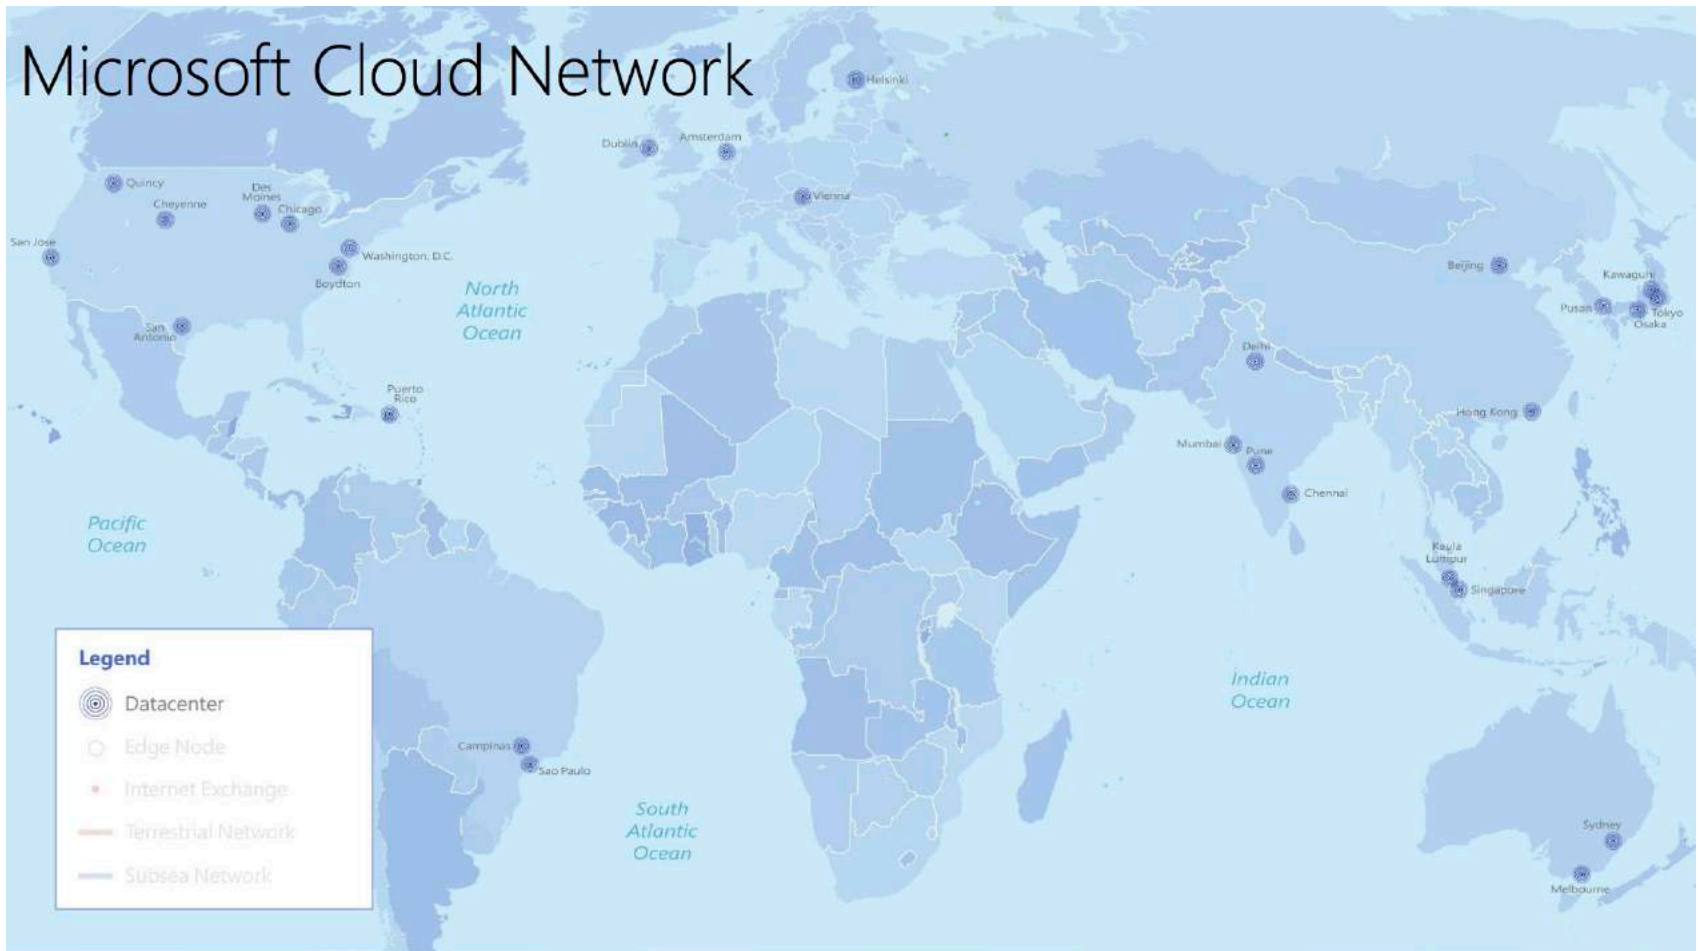 Microsoft Cloud Network
Helsinki
Dublin
Amsterdam
Vienna
Quincy
Cheyenne
Des
Moines
Chicago
San Jose
Washington, D.C.
Boydton
San
Antonio
Puerto
Rico
North
Atlantic
Ocean
Beijing
Kawaguhi
Pusan
Tokyo
Osaka
Delhi
Hong Kong
Mumbai
Pune
Chennai
Pacific
Ocean
Kaula
Lumpur
Singapore
Legend
Datacenter
Edge Node
Internet Exchange
Terrestrial Network
Subsea Network
Campinas
Sao Paulo
South
Atlantic
Ocean
Indian
Ocean
Sydney
Melbourne